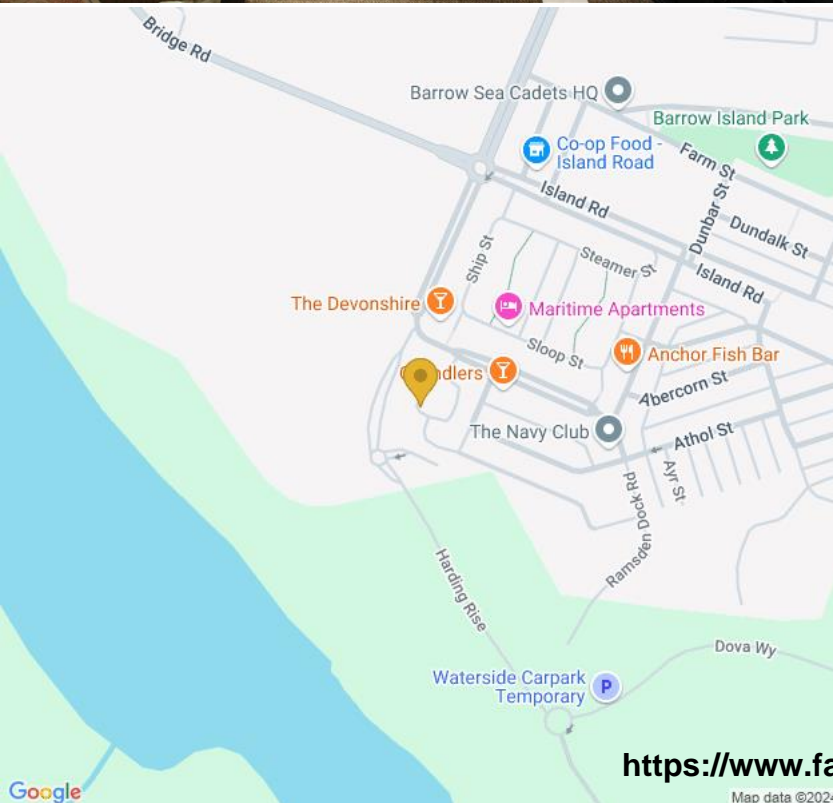 Bridge Rd
Barrow Sea Cadets HQ
Barrow Island Park
Co-op Food -
Island Road
Farm St
Island Rd
Dunbar St
Dundalk St
Ship St
Steamer St
Island Rd
The Devonshire
Maritime Apartments
Sloop St
Anchor Fish Bar
ndlers
Abercorn St
The Navy Club
Athol St
Ayr St
Ramsden Dock Rd
Harding Rise
Dova Wy
Waterside Carpark
Temporary
P
https://www.fa
Google
Map data ©2024